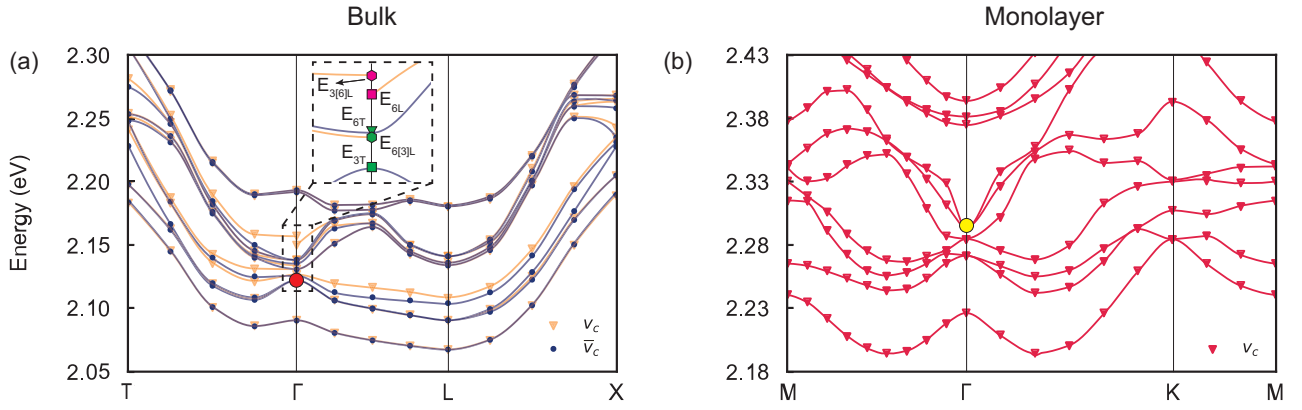 Bulk
Monolayer
(a)
(b)
Energy (eV)
2.30
2.25
2.20
2.15
2.10
2.05
T
Γ
L
X
E3[6]L
E6L
E6T
E6[3]L
E3T
vc
v̄c
2.43
2.38
2.33
2.28
2.23
2.18
M
Γ
K
M
vc